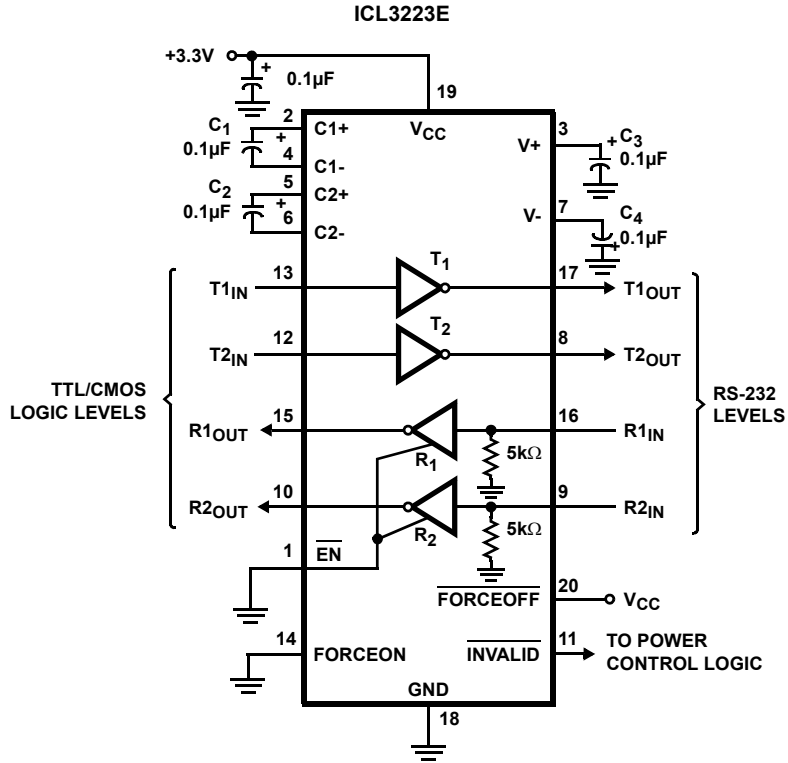 ICL3223E
+3.3V
+
0.1µF
19
2
C1+
VCC
3
C1
0.1µF
+
4
C1-
V+
+
C3
0.1µF
5
C2
0.1µF
+
C2+
6
C2-
7
V-
C4
0.1µF
+
T1
13
17
T1IN
T1OUT
T2
12
8
T2IN
T2OUT
TTL/CMOS
LOGIC LEVELS
RS-232
LEVELS
15
16
R1OUT
R1IN
R1
5kΩ
10
9
R2OUT
R2IN
R2
5kΩ
1
EN
20
FORCEOFF
VCC
14
FORCEON
11
INVALID
TO POWER
CONTROL LOGIC
GND
18